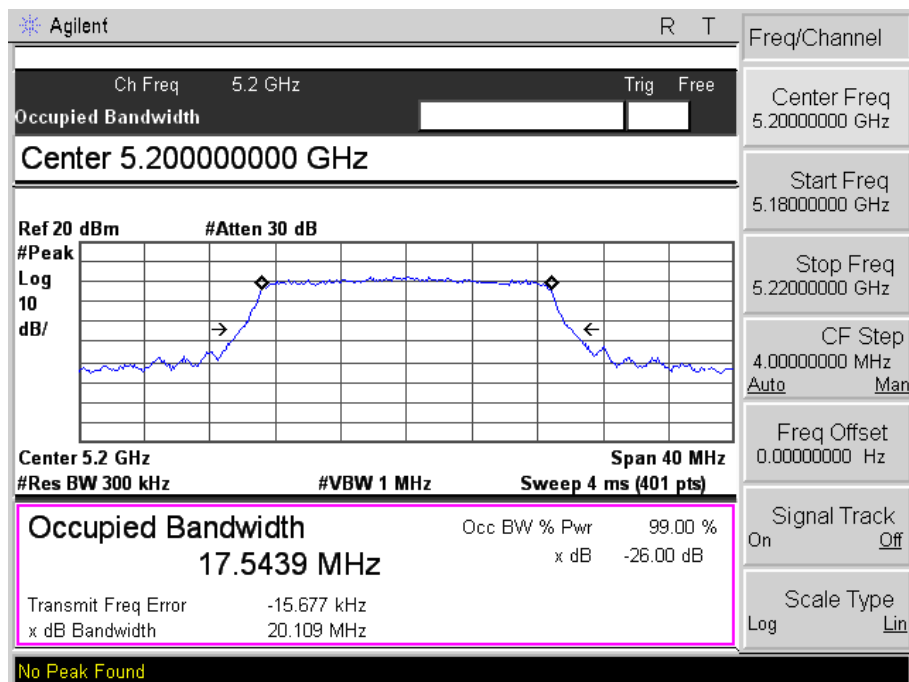 Agilent R T
Ch Freq 5.2 GHz Trig Free
Occupied Bandwidth
Center 5.200000000 GHz
Ref 20 dBm #Atten 30 dB
#Peak
Log
10
dB/
Center 5.2 GHz Span 40 MHz
#Res BW 300 kHz #VBW 1 MHz Sweep 4 ms (401 pts)
Occupied Bandwidth
17.5439 MHz
Occ BW % Pwr 99.00 %
x dB -26.00 dB
Transmit Freq Error -15.677 kHz
x dB Bandwidth 20.109 MHz
No Peak Found
Freq/Channel
Center Freq
5.20000000 GHz
Start Freq
5.18000000 GHz
Stop Freq
5.22000000 GHz
CF Step
4.00000000 MHz
Auto Man
Freq Offset
0.00000000 Hz
Signal Track
On Off
Scale Type
Log Lin